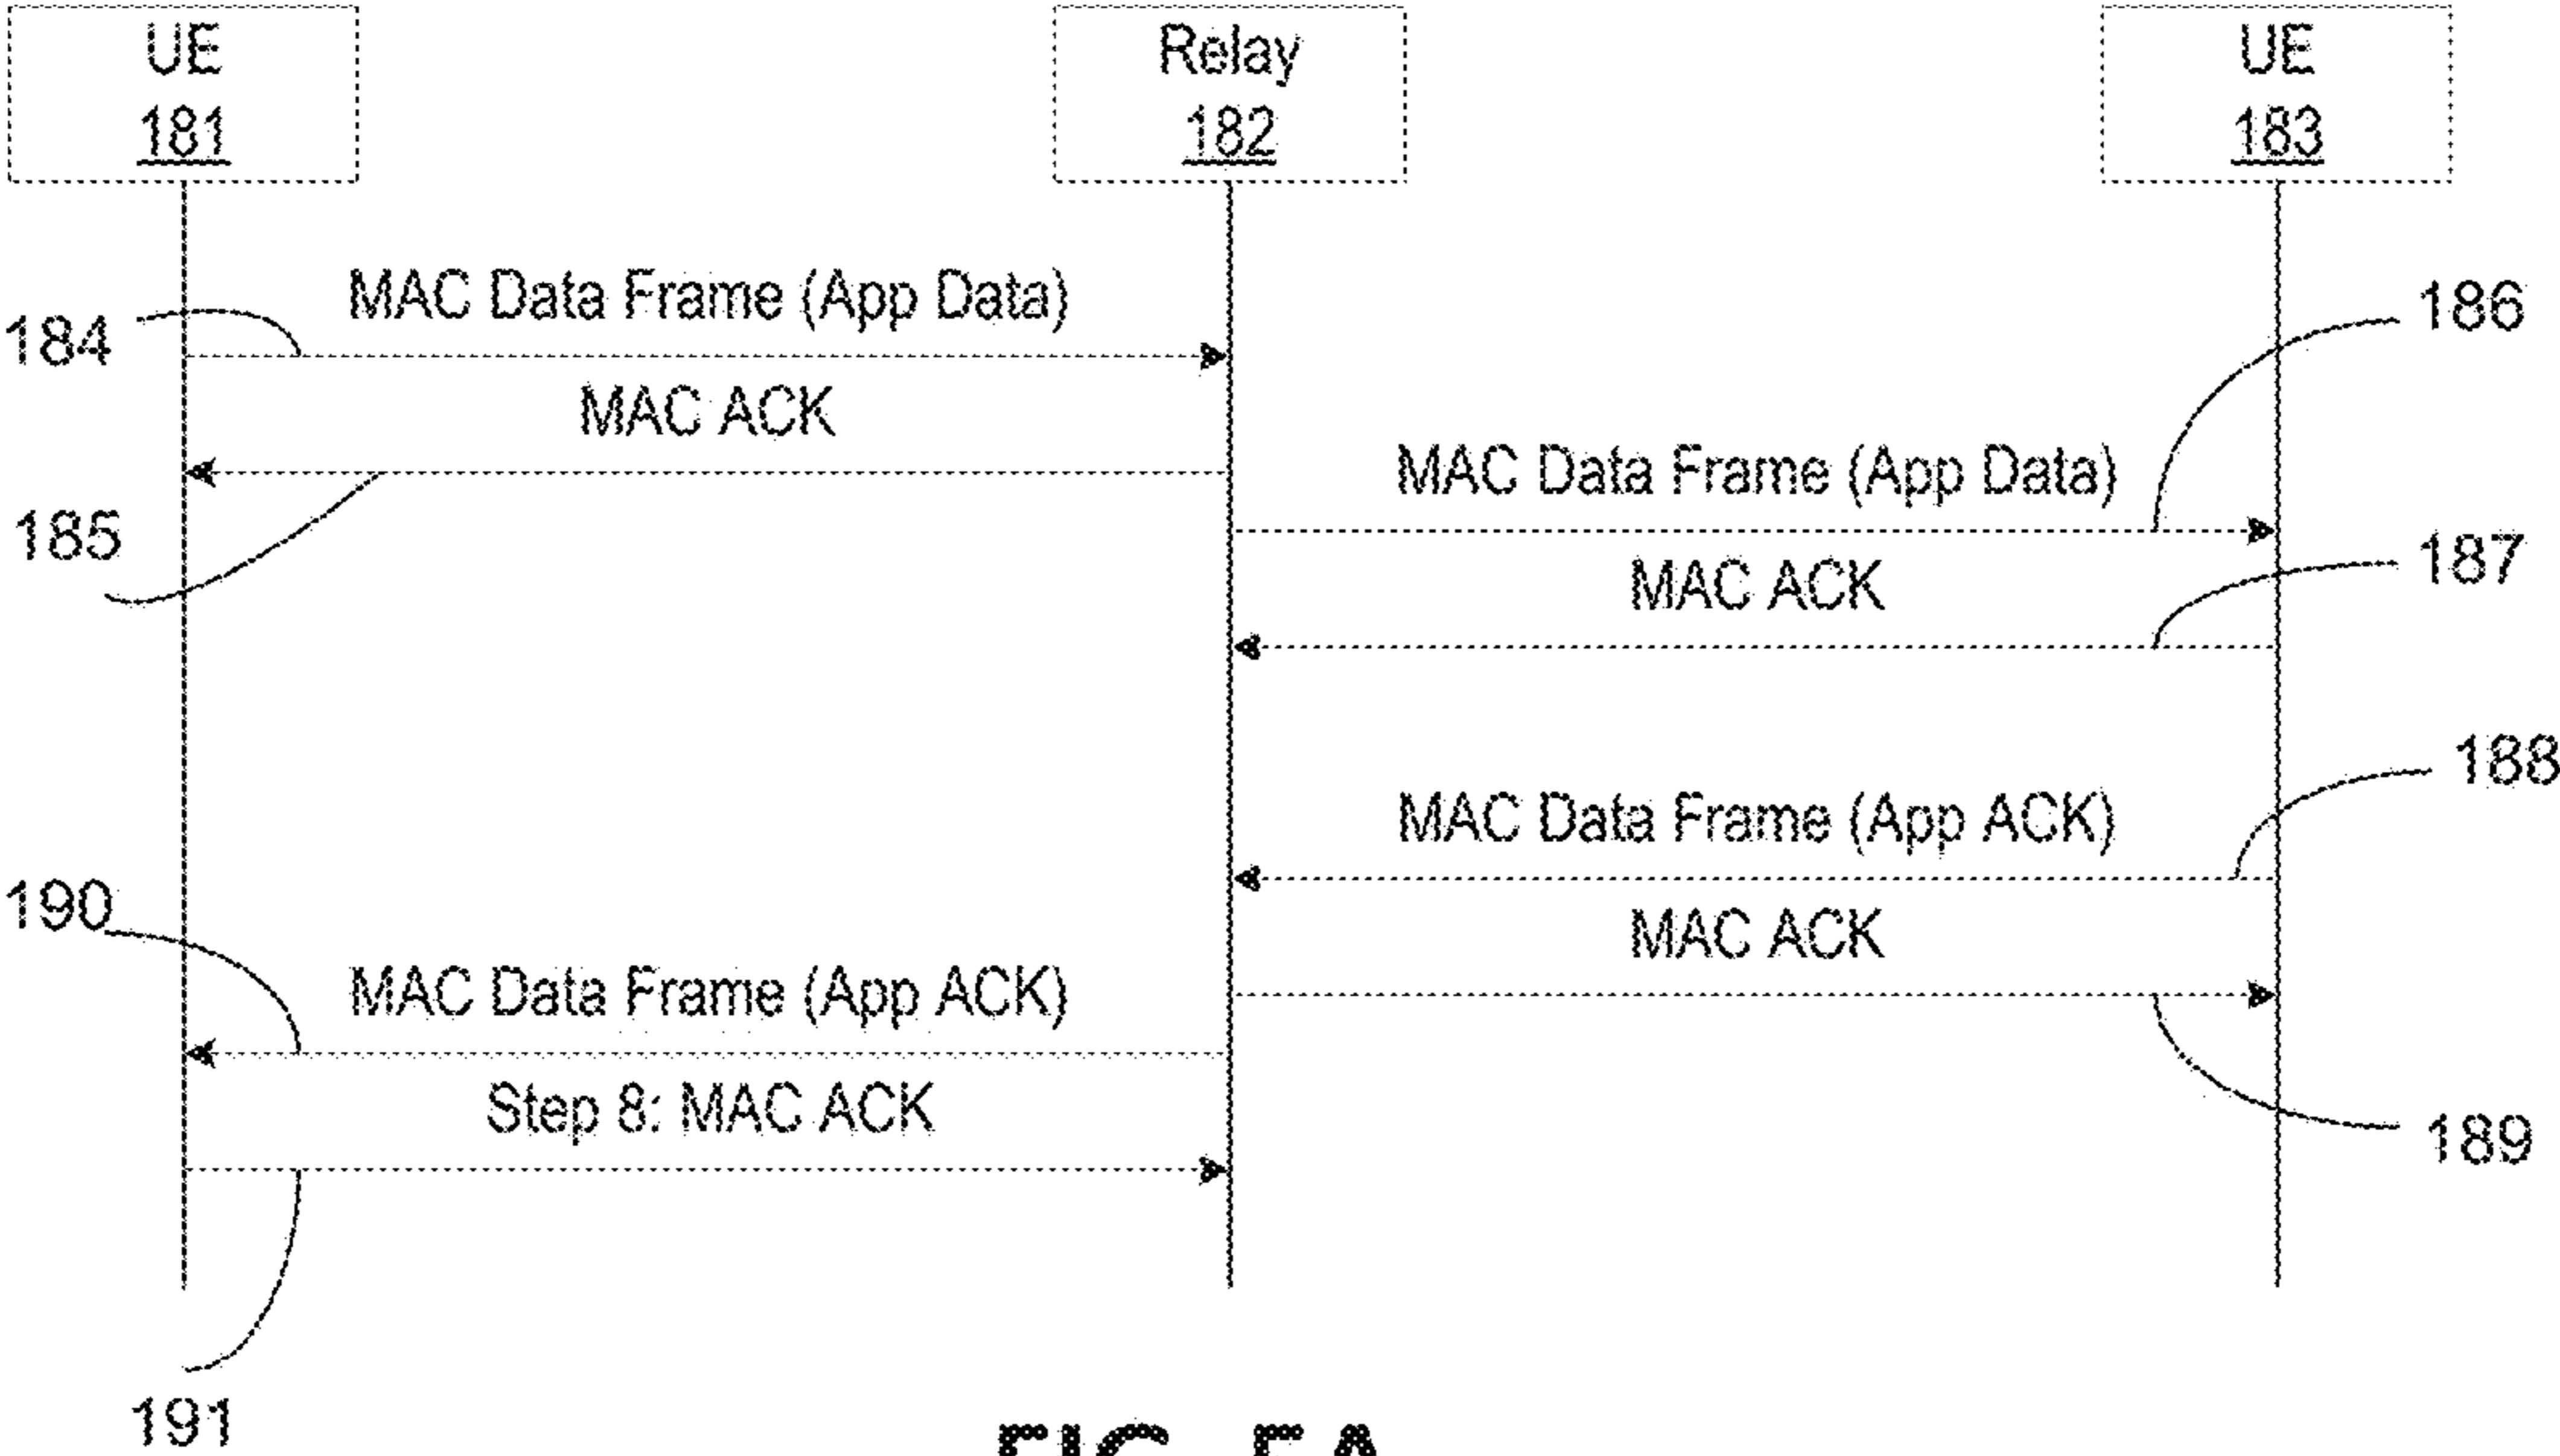 UE
181
Relay
182
UE
183
MAC Data Frame (App Data)
184
186
MAC ACK
MAC Data Frame (App Data)
185
187
MAC ACK
188
MAC Data Frame (App ACK)
190
MAC ACK
MAC Data Frame (App ACK)
Step 8: MAC ACK
189
191
FIG. 5A